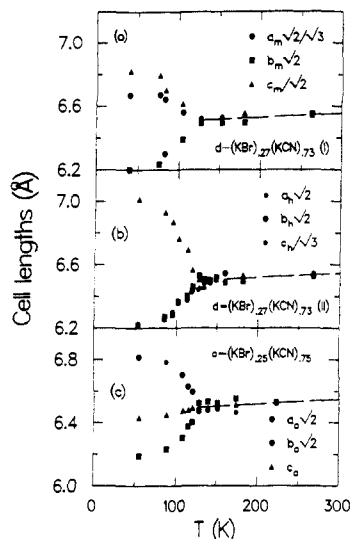 (a)
a_m√2/√3
b_m√2
c_m/√2
7.0
6.6
6.2
d-(KBr).27(KCN).73 (I)
(b)
a_h√2
b_h√2
c_h/√3
7.0
6.6
6.2
d=(KBr).27(KCN).73 (II)
Cell lengths (Å)
a-(KBr).25(KCN).75
(c)
6.8
6.4
6.0
a_o√2
b_o√2
c_o
0 100 200 300
T (K)